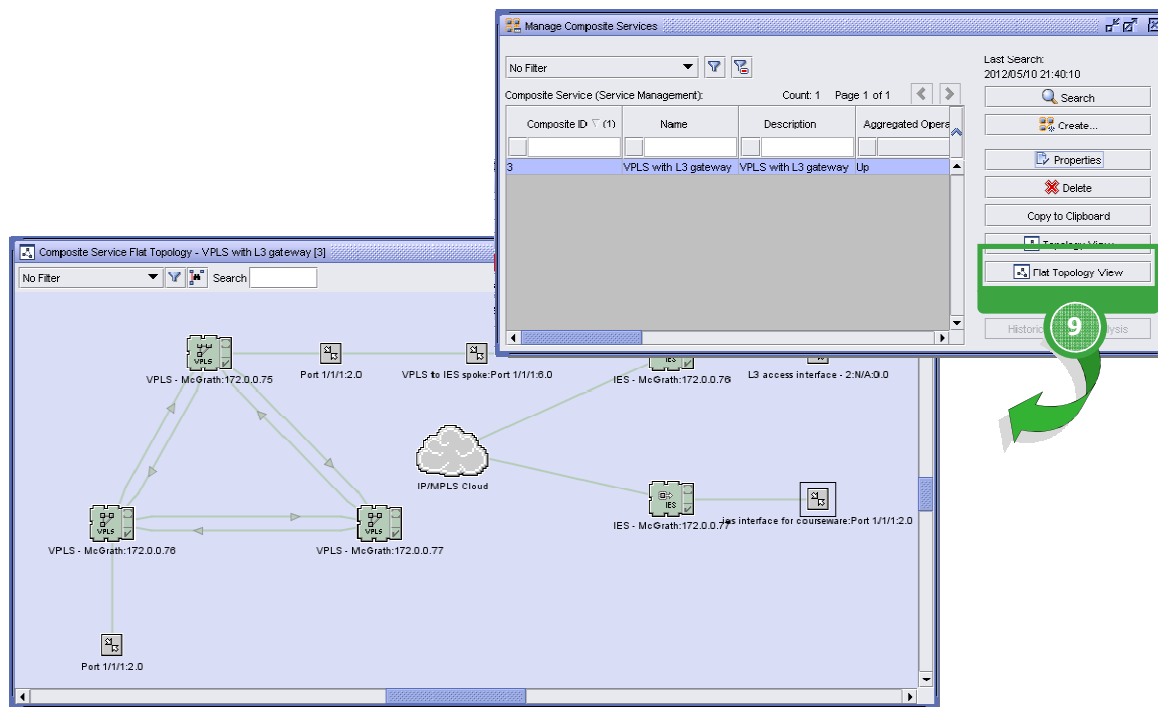 Manage Composite Services
No Filter
Composite Service (Service Management):
Count: 1
Page 1 of 1
Composite ID (1)
Name
Description
Aggregated Opera
3
VPLS with L3 gateway
VPLS with L3 gateway
Up
Last Search:
2012/05/10 21:40:10
Search
Create...
Properties
Delete
Copy to Clipboard
Topology View
Flat Topology View
9
Composite Service Flat Topology - VPLS with L3 gateway [3]
No Filter
Search
VPLS
VPLS - McGrath:172.0.0.75
Port 1/1/1:2.0
VPLS to IES spoke:Port 1/1/1:6.0
IES - McGrath:172.0.0.76
L3 access interface - 2:N/A:0.0
IP/MPLS Cloud
IES
IES - McGrath:172.0.0.77
ies interface for courseware:Port 1/1/1:2.0
VPLS
VPLS - McGrath:172.0.0.76
VPLS
VPLS - McGrath:172.0.0.77
Port 1/1/1:2.0